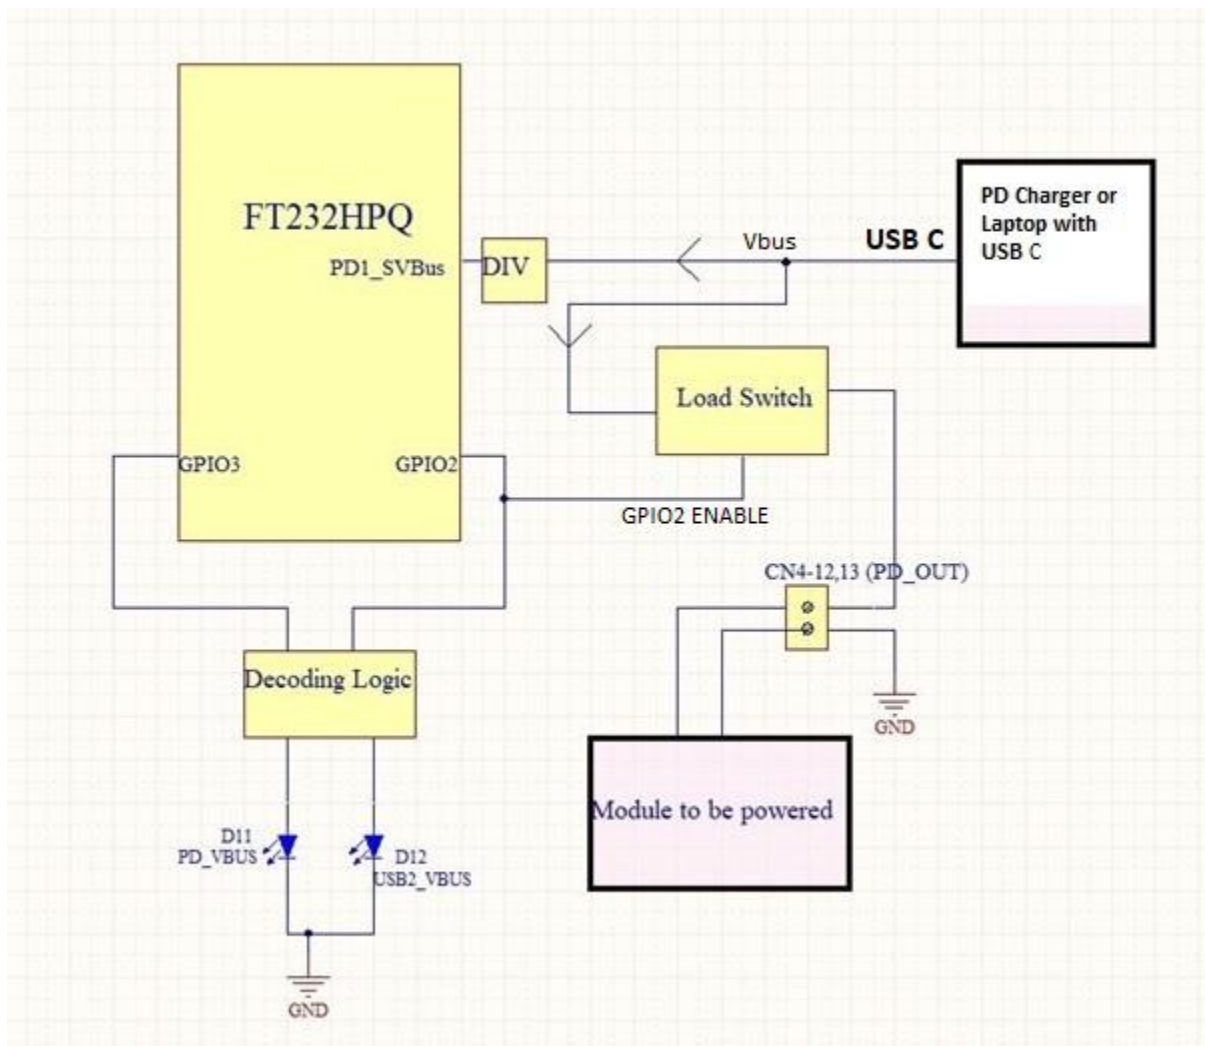 FT232HPQ
PD1_SVBus
DIV
Vbus
USB C
PD Charger or
Laptop with
USB C
Load Switch
GPIO3
GPIO2
GPIO2 ENABLE
CN4-12,13 (PD_OUT)
GND
Decoding Logic
Module to be powered
D11
PD_VBUS
D12
USB2_VBUS
GND